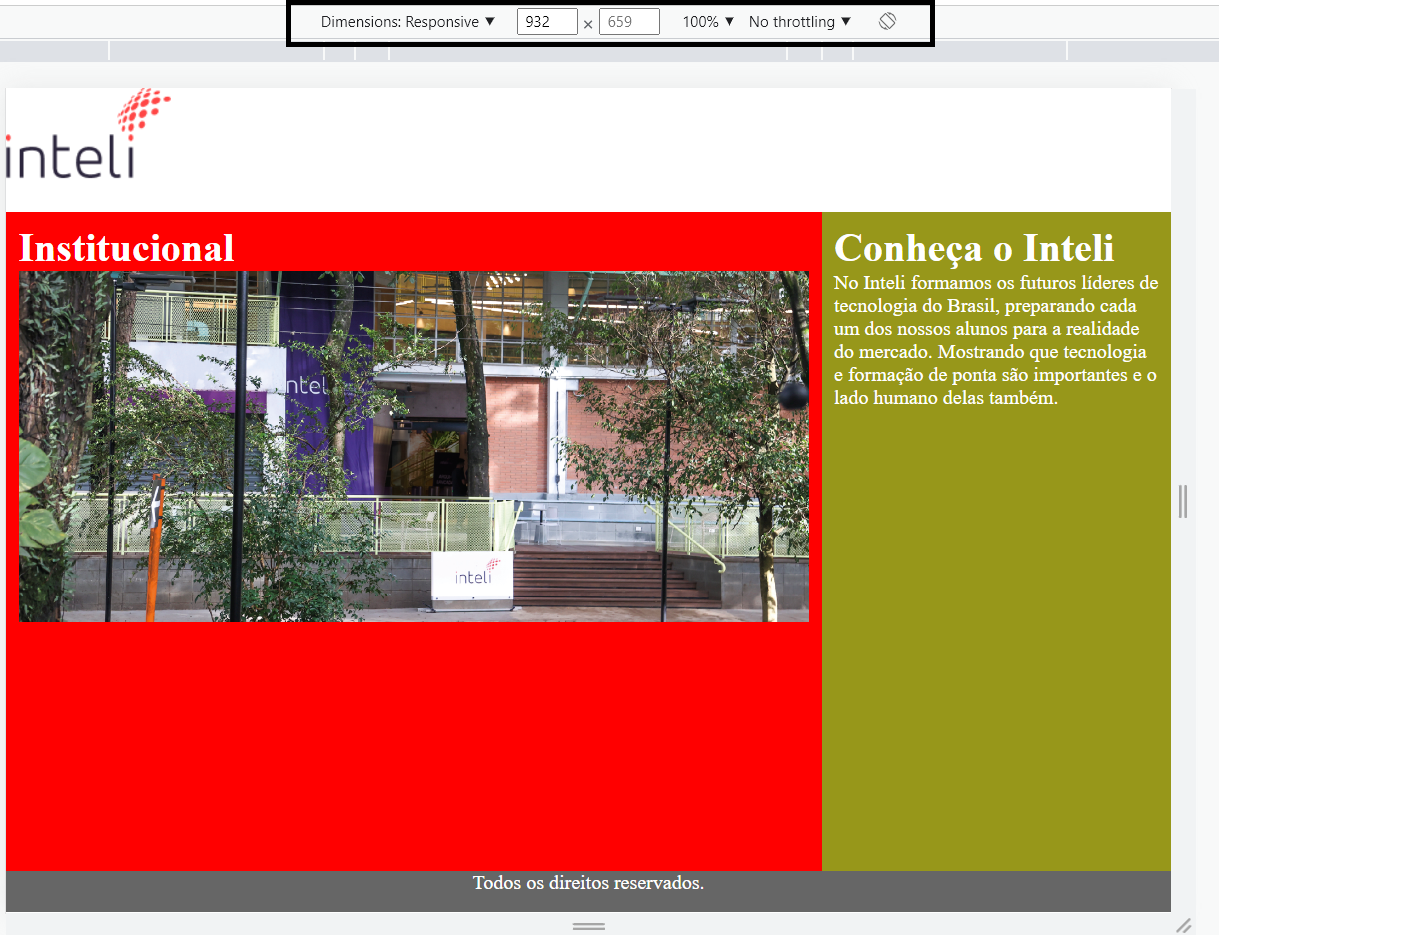 Dimensions: Responsive ▼ 932 × 659 100% ▼ No throttling ▼
inteli
Institucional
Conheça o Inteli
No Inteli formamos os futuros líderes de
tecnologia do Brasil, preparando cada
um dos nossos alunos para a realidade
do mercado. Mostrando que tecnologia
e formação de ponta são importantes e o
lado humano delas também.
intel
inteli
Todos os direitos reservados.